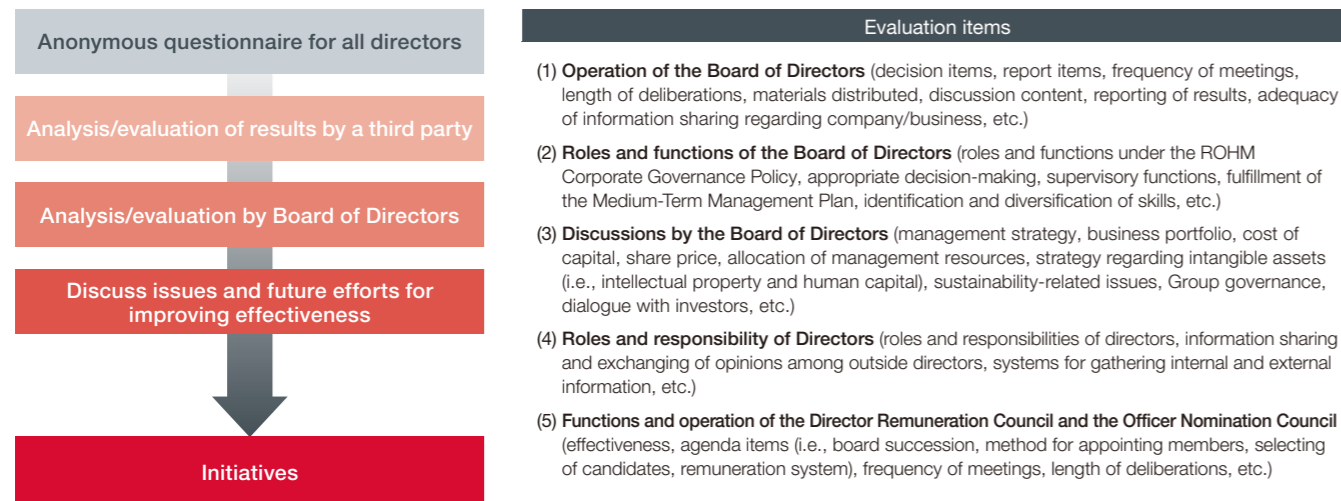 Anonymous questionnaire for all directors
Analysis/evaluation of results by a third party
Analysis/evaluation by Board of Directors
Discuss issues and future efforts for
improving effectiveness
Initiatives
Evaluation items
(1) Operation of the Board of Directors (decision items, report items, frequency of meetings,
length of deliberations, materials distributed, discussion content, reporting of results, adequacy
of information sharing regarding company/business, etc.)
(2) Roles and functions of the Board of Directors (roles and functions under the ROHM
Corporate Governance Policy, appropriate decision-making, supervisory functions, fulfillment of
the Medium-Term Management Plan, identification and diversification of skills, etc.)
(3) Discussions by the Board of Directors (management strategy, business portfolio, cost of
capital, share price, allocation of management resources, strategy regarding intangible assets
(i.e., intellectual property and human capital), sustainability-related issues, Group governance,
dialogue with investors, etc.)
(4) Roles and responsibility of Directors (roles and responsibilities of directors, information sharing
and exchanging of opinions among outside directors, systems for gathering internal and external
information, etc.)
(5) Functions and operation of the Director Remuneration Council and the Officer Nomination Council
(effectiveness, agenda items (i.e., board succession, method for appointing members, selecting
of candidates, remuneration system), frequency of meetings, length of deliberations, etc.)